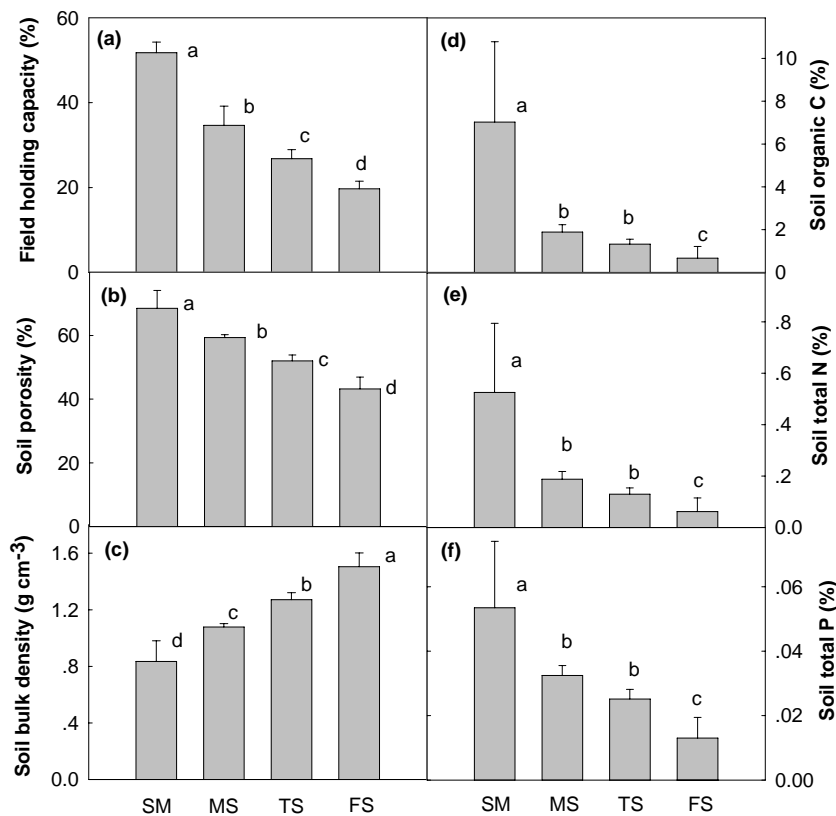 (a)
Field holding capacity (%)
60
40
20
0
a
b
c
d
(b)
Soil porosity (%)
60
40
20
0
a
b
c
d
(c)
Soil bulk density (g cm-3)
1.6
1.2
.8
.4
0.0
d
c
b
a
SM MS TS FS
(d)
Soil organic C (%)
10
8
6
4
2
0
a
b
b
c
(e)
Soil total N (%)
.8
.6
.4
.2
0.0
a
b
b
c
(f)
Soil total P (%)
.06
.04
.02
0.00
a
b
b
c
SM MS TS FS